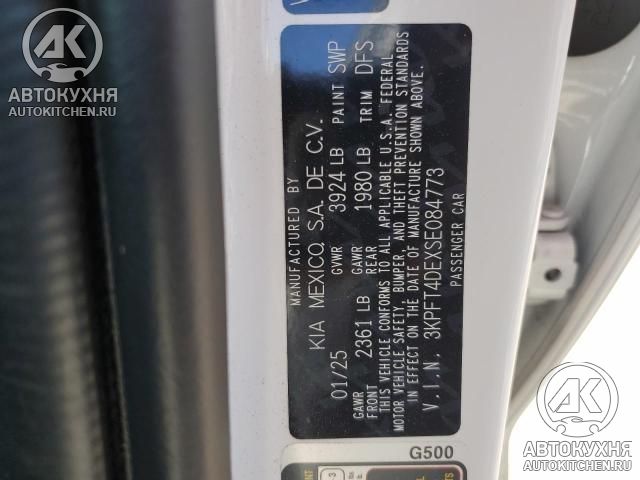 АВТОКУХНЯ
AUTOKITCHEN.RU
MANUFACTURED BY
KIA MEXICO, S.A. DE C.V.
01/25 GVWR 3924 LB PAINT SWP
GAWR FRONT 2361 LB GAWR REAR 1980 LB TRIM DFS
THIS VEHICLE CONFORMS TO ALL APPLICABLE U.S.A. FEDERAL
MOTOR VEHICLE SAFETY, BUMPER, AND THEFT PREVENTION STANDARDS
IN EFFECT ON THE DATE OF MANUFACTURE SHOWN ABOVE.
V.I.N. 3KPFT4DEXSE084773
PASSENGER CAR
G500
АВТОКУХНЯ
AUTOKITCHEN.RU